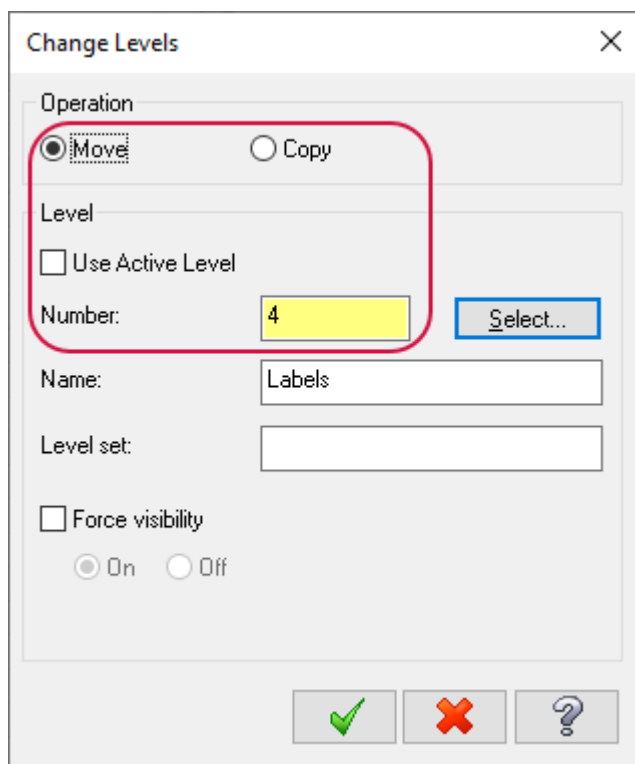 Change Levels
Operation
Move Copy
Level
Use Active Level
Number: 4 Select...
Name: Labels
Level set:
Force visibility
On Off